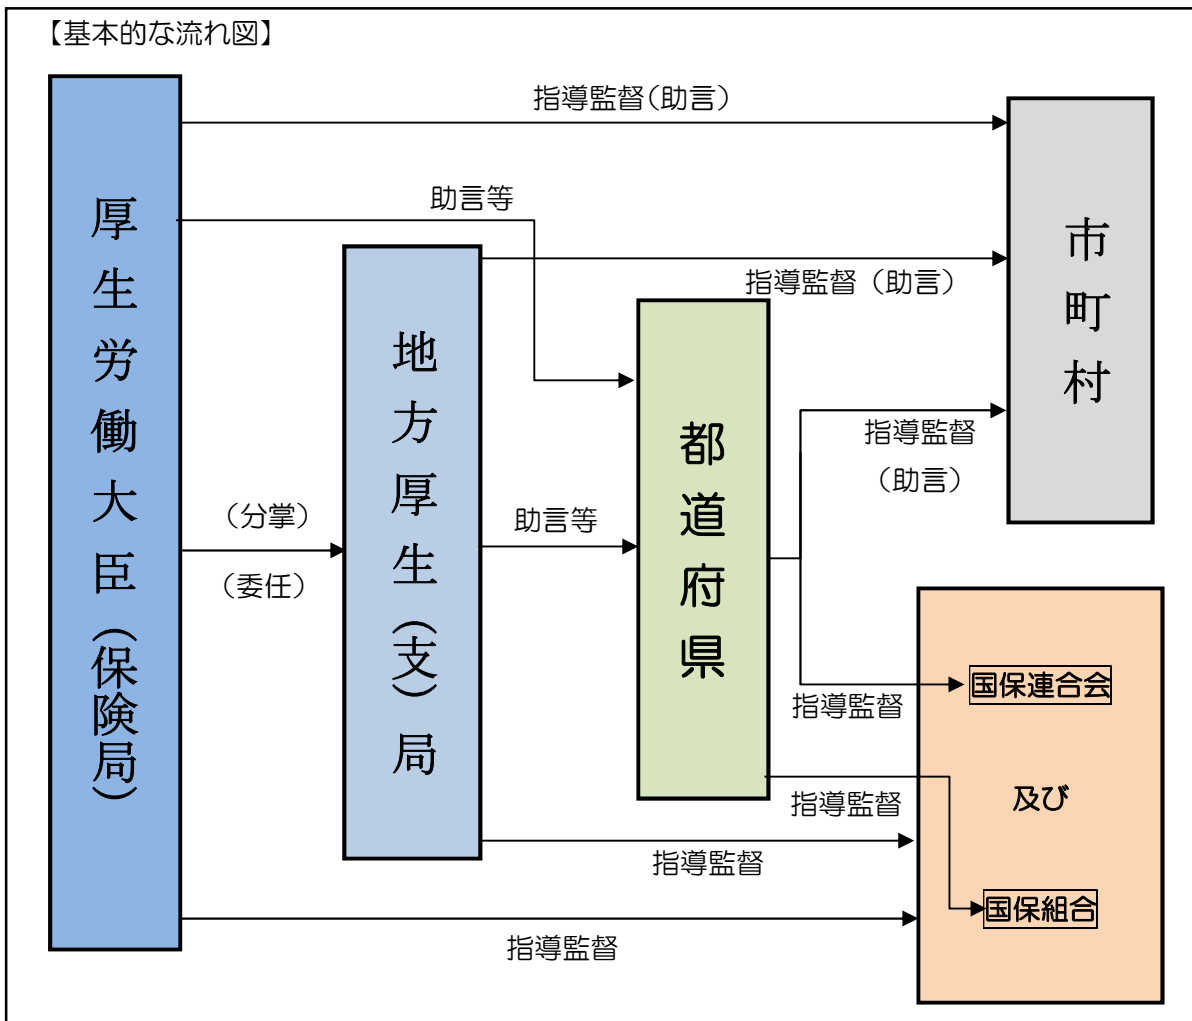 【基本的な流れ図】
指導監督(助言)
助言等
指導監督（助言）
厚生労働大臣(保険局)
地方厚生(支)局
都道府県
市町村
指導監督
（助言）
（分掌）
（委任）
助言等
国保連合会
指導監督
及び
指導監督
指導監督
国保組合
指導監督